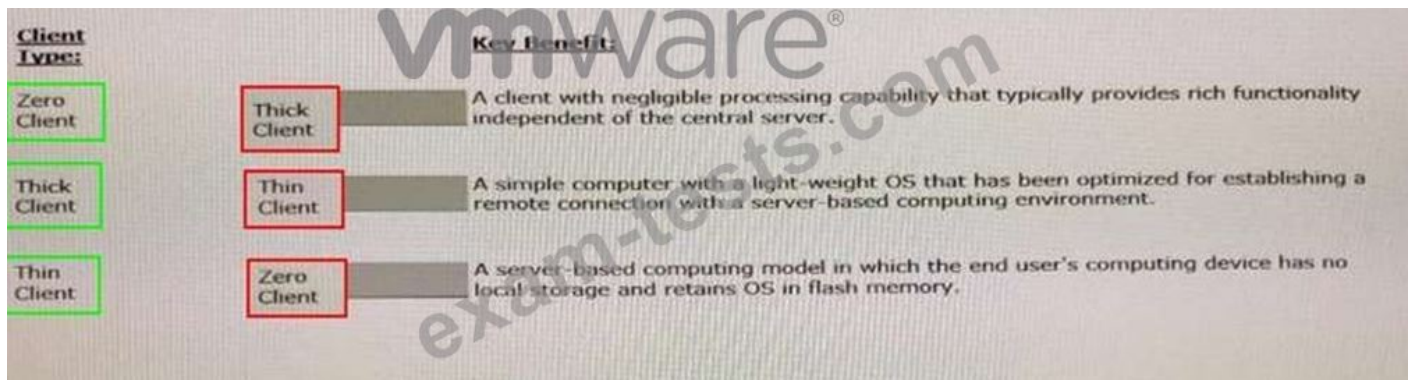 vmware®
Client
Type:
Key Benefit:
Zero
Client
Thick
Client
A client with negligible processing capability that typically provides rich functionality
independent of the central server.
Thick
Client
Thin
Client
A simple computer with a light-weight OS that has been optimized for establishing a
remote connection with a server-based computing environment.
Thin
Client
Zero
Client
A server-based computing model in which the end user's computing device has no
local storage and retains OS in flash memory.
exam-tests.com